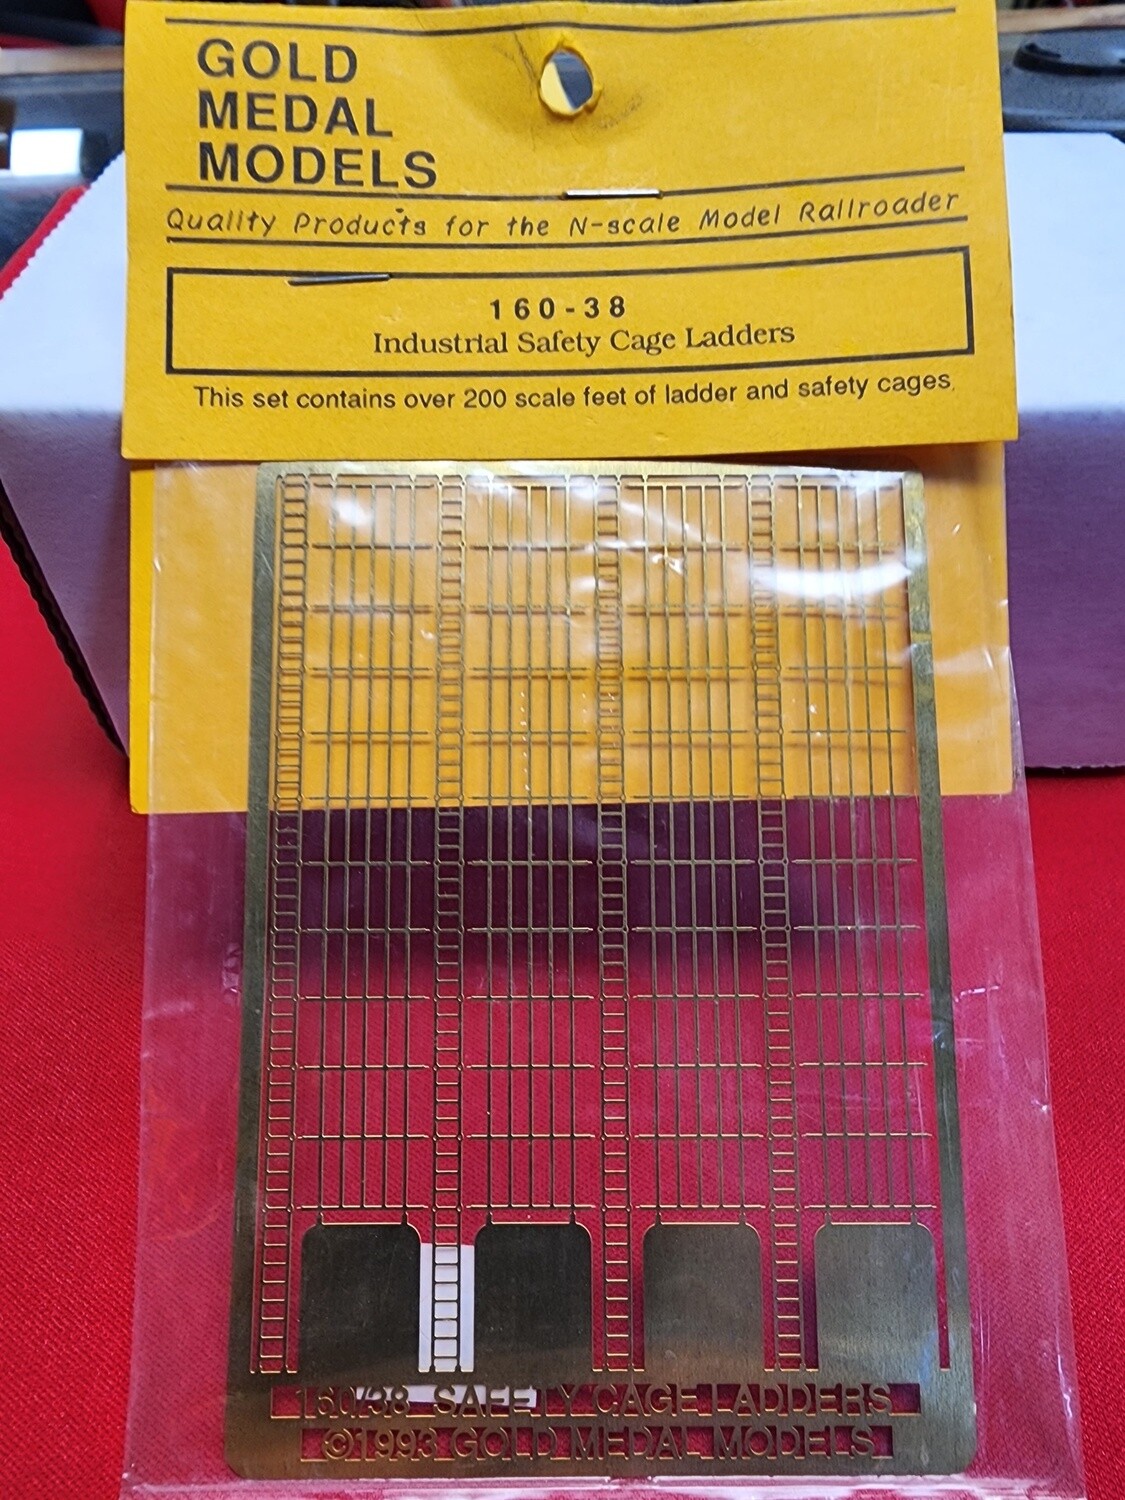 GOLD
MEDAL
MODELS
Quality Products for the N-scale Model Railroader
160-38
Industrial Safety Cage Ladders
This set contains over 200 scale feet of ladder and safety cages.
160/38 SAFETY CAGE LADDERS
©1993 GOLD MEDAL MODELS